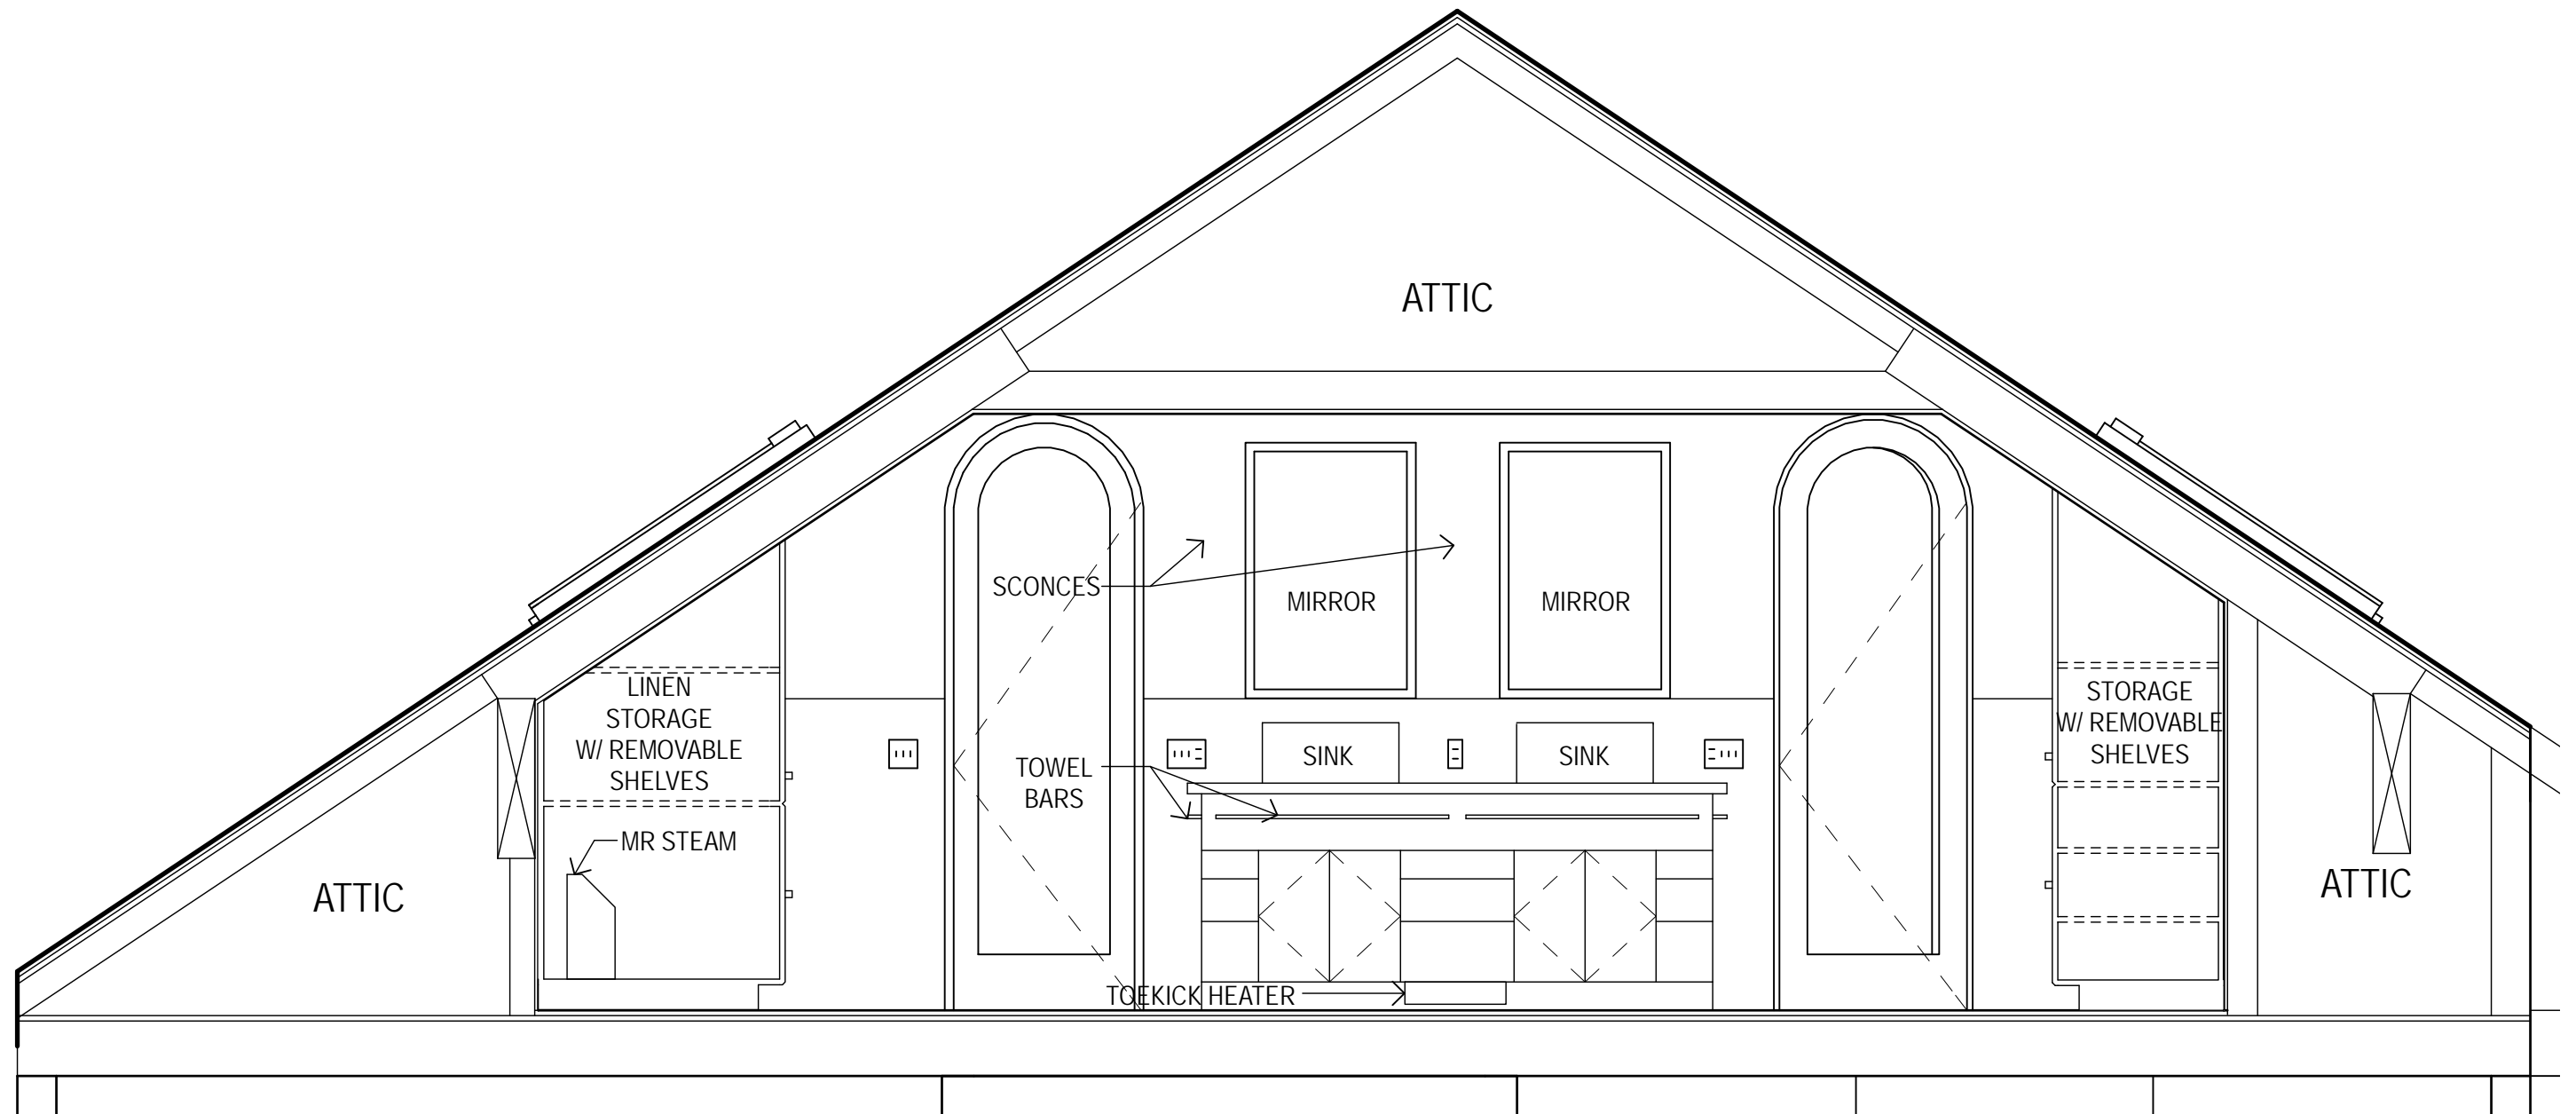 ATTIC
SCONCES
MIRROR
MIRROR
LINEN
STORAGE
W/ REMOVABLE
SHELVES
STORAGE
W/ REMOVABLE
SHELVES
SINK
SINK
TOWEL
BARS
MR STEAM
ATTIC
ATTIC
TOEKICK HEATER